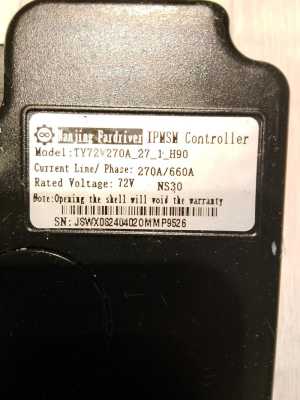 Nanjing Fardriver IPMSM Controller
Model:TY72V270A_27_1_H90
Current Line/ Phase: 270A/660A
Rated Voltage: 72V NS30
Note:Opening the shell will void the warranty
SN: JSWX062404020MMP9526